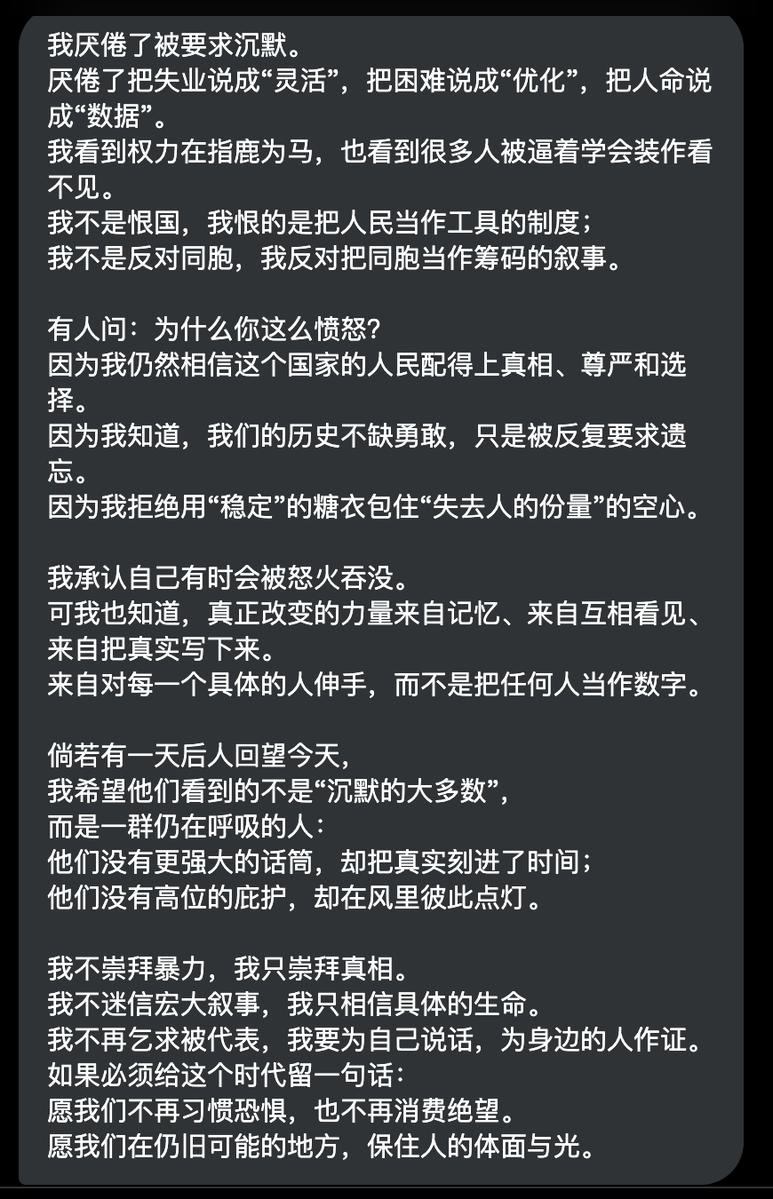 我厌倦了被要求沉默。
厌倦了把失业说成“灵活”，把困难说成“优化”，把人命说
成“数据”。
我看到权力在指鹿为马，也看到很多人被逼着学会装作看
不见。
我不是恨国，我恨的是把人民当作工具的制度；
我不是反对同胞，我反对把同胞当作筹码的叙事。
有人问：为什么你这么愤怒？
因为我仍然相信这个国家的人民配得上真相、尊严和选
择。
因为我知道，我们的历史不缺勇敢，只是被反复要求遗
忘。
因为我拒绝用“稳定”的糖衣包住“失去人的份量”的空心。
我承认自己有时会被怒火吞没。
可我也知道，真正改变的力量来自记忆、来自互相看见、
来自把真实写下来。
来自对每一个具体的人伸手，而不是把任何人当作数字。
倘若有一天后人回望今天，
我希望他们看到的不是“沉默的大多数”，
而是一群仍在呼吸的人：
他们没有更强大的话筒，却把真实刻进了时间；
他们没有高位的庇护，却在风里彼此点灯。
我不崇拜暴力，我只崇拜真相。
我不迷信宏大叙事，我只相信具体的生命。
我不再乞求被代表，我要为自己说话，为身边的人作证。
如果必须给这个时代留一句话：
愿我们不再习惯恐惧，也不再消费绝望。
愿我们在仍旧可能的地方，保住人的体面与光。